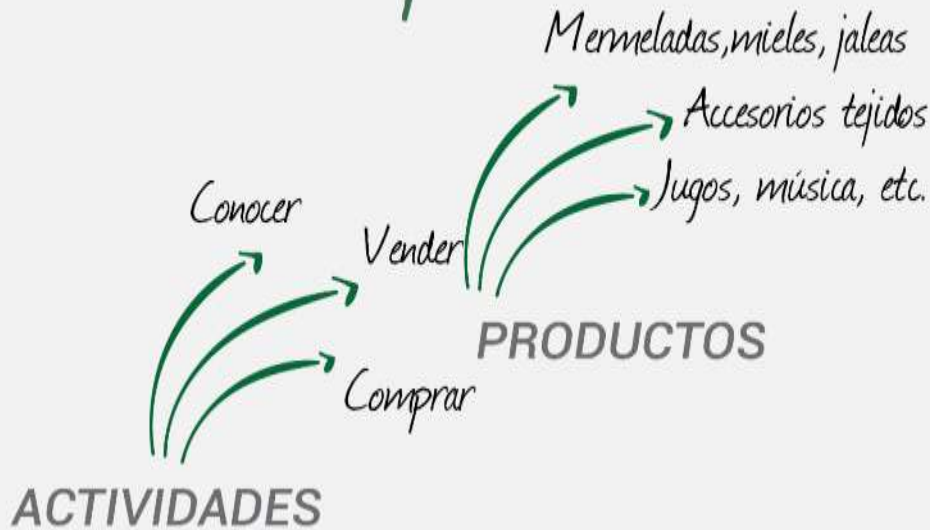 Mermeladas, mieles, jaleas
Accesorios tejidos
Jugos, música, etc.
Conocer
Vender
PRODUCTOS
Comprar
ACTIVIDADES